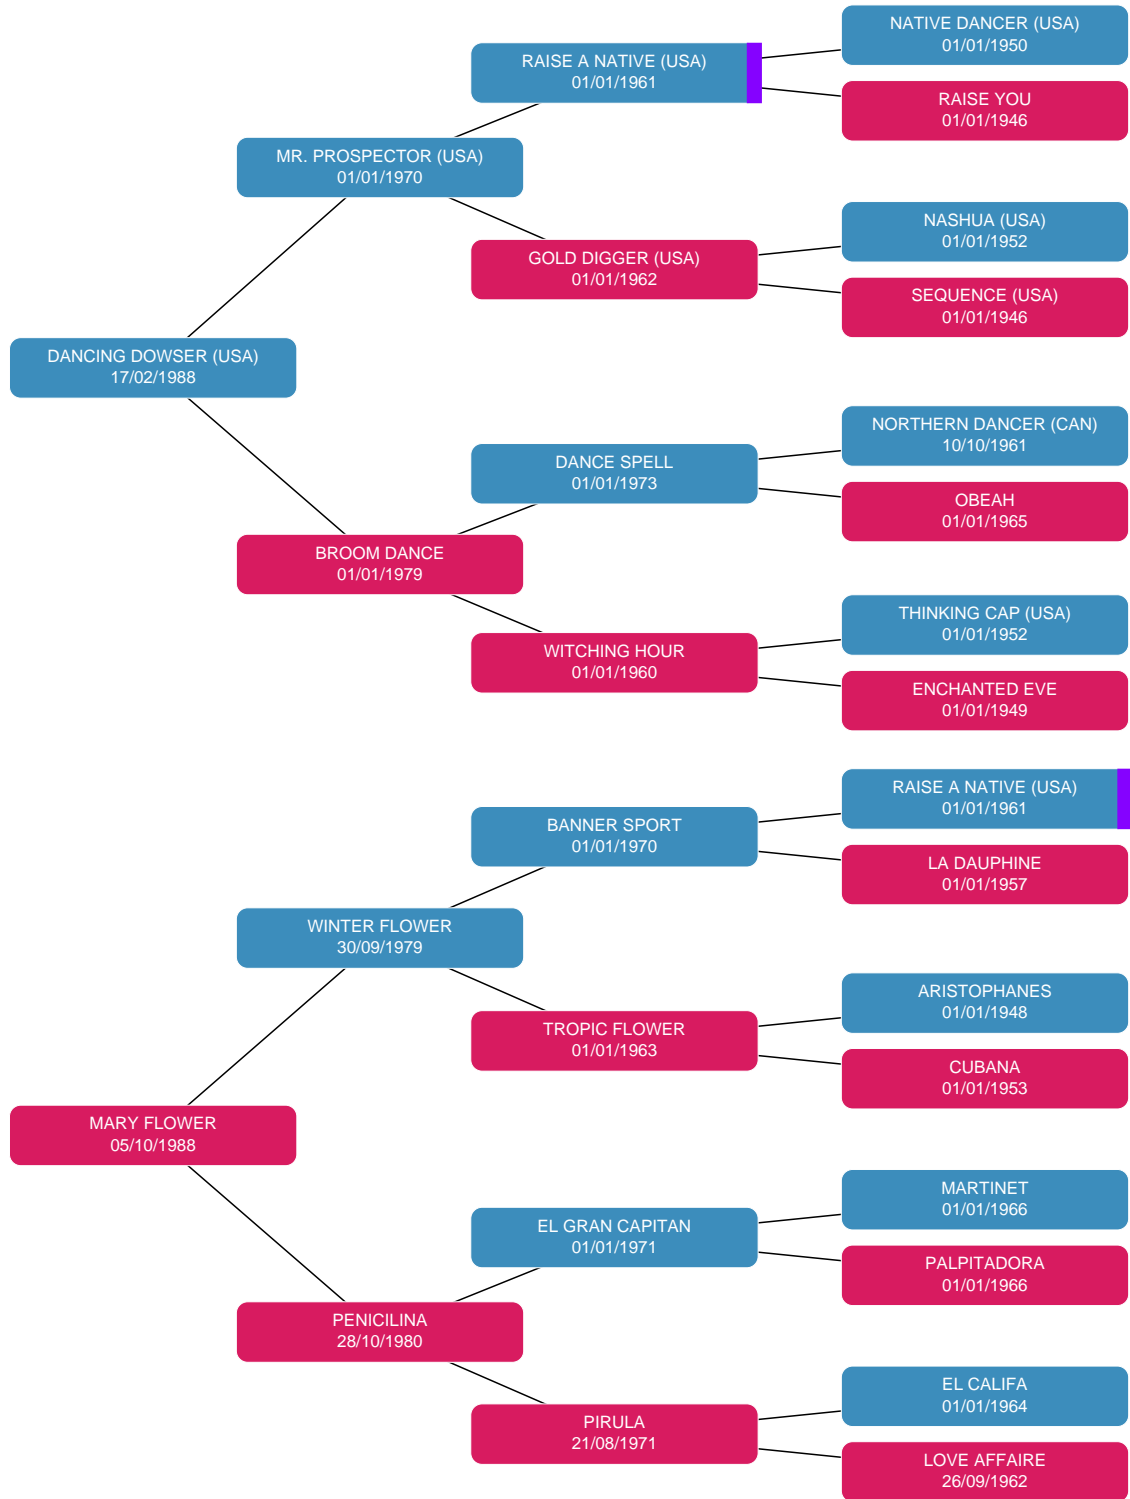 NATIVE DANCER (USA)
01/01/1950
RAISE A NATIVE (USA)
01/01/1961
RAISE YOU
01/01/1946
MR. PROSPECTOR (USA)
01/01/1970
NASHUA (USA)
01/01/1952
GOLD DIGGER (USA)
01/01/1962
SEQUENCE (USA)
01/01/1946
DANCING DOWSER (USA)
17/02/1988
NORTHERN DANCER (CAN)
10/10/1961
DANCE SPELL
01/01/1973
OBEAH
01/01/1965
BROOM DANCE
01/01/1979
THINKING CAP (USA)
01/01/1952
WITCHING HOUR
01/01/1960
ENCHANTED EVE
01/01/1949
RAISE A NATIVE (USA)
01/01/1961
BANNER SPORT
01/01/1970
LA DAUPHINE
01/01/1957
WINTER FLOWER
30/09/1979
ARISTOPHANES
01/01/1948
TROPIC FLOWER
01/01/1963
CUBANA
01/01/1953
MARY FLOWER
05/10/1988
MARTINET
01/01/1966
EL GRAN CAPITAN
01/01/1971
PALPITADORA
01/01/1966
PENICILINA
28/10/1980
EL CALIFA
01/01/1964
PIRULA
21/08/1971
LOVE AFFAIRE
26/09/1962